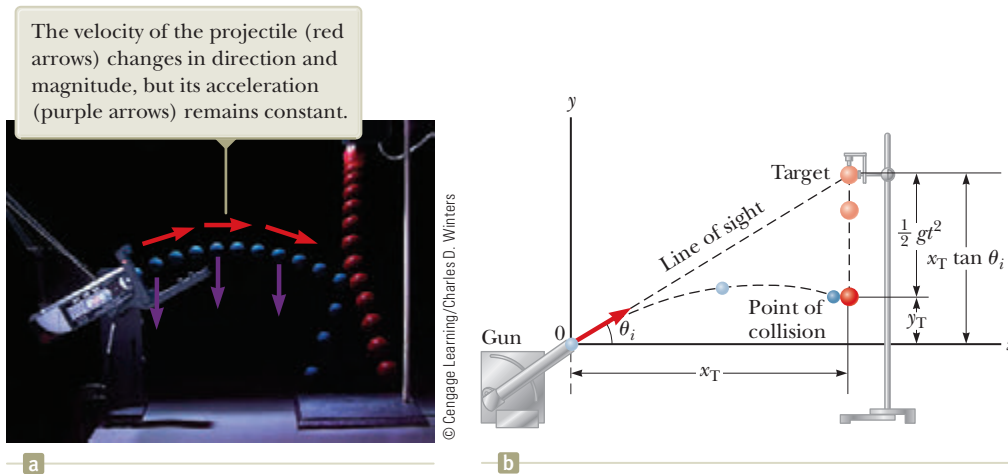 The velocity of the projectile (red
arrows) changes in direction and
magnitude, but its acceleration
(purple arrows) remains constant.
© Cengage Learning/Charles D. Winters
a
y
Target
Line of sight
½ gt²
x_T tan θ_i
Point of
collision
y_T
Gun
0
θ_i
x_T
b